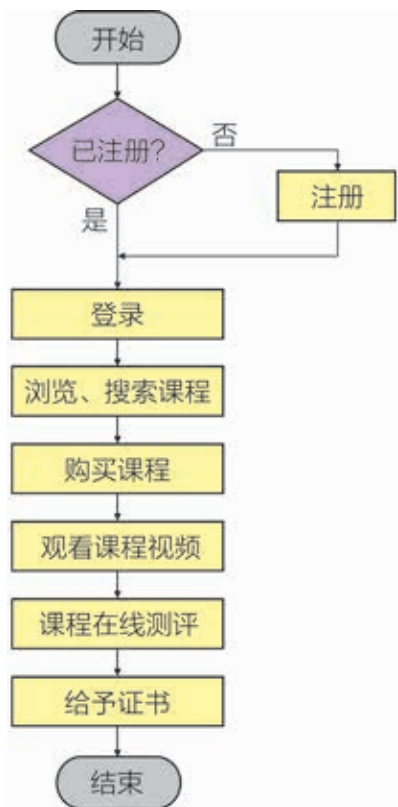 开始
已注册?
否
注册
是
登录
浏览、搜索课程
购买课程
观看课程视频
课程在线测评
给予证书
结束